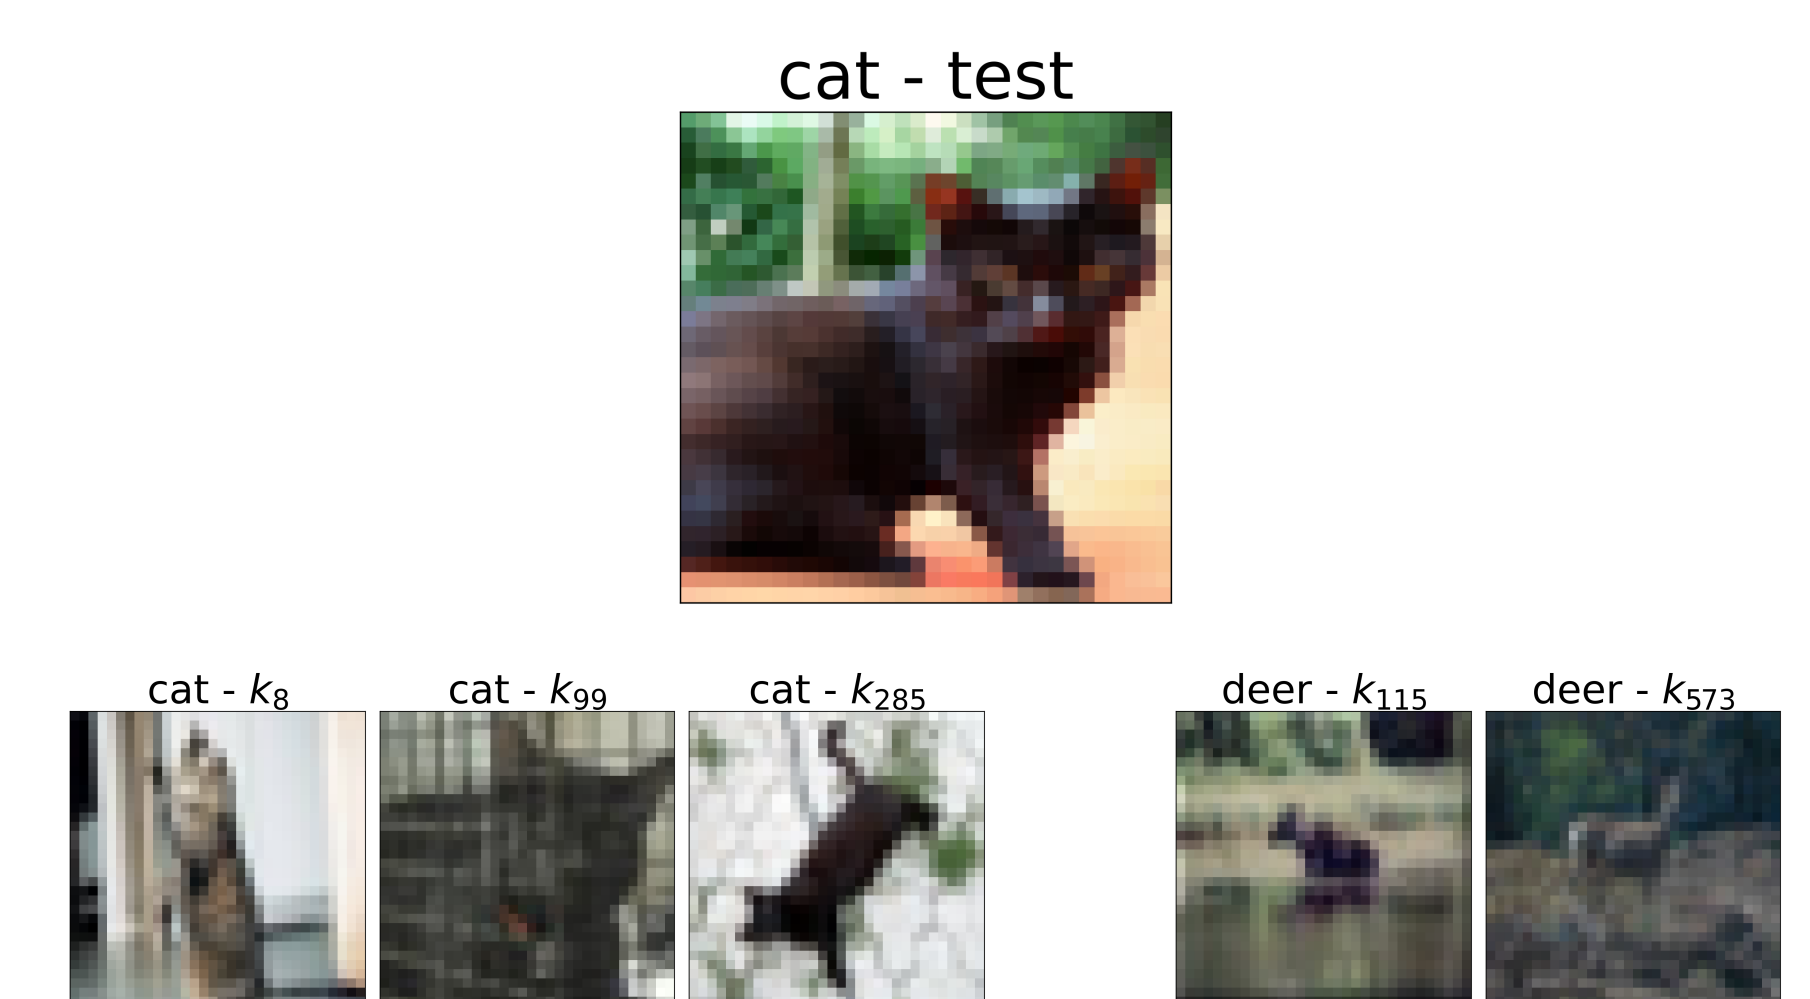 cat - test
cat - k₈
cat - k₉₉
cat - k₂₈₅
deer - k₁₁₅
deer - k₅₇₃